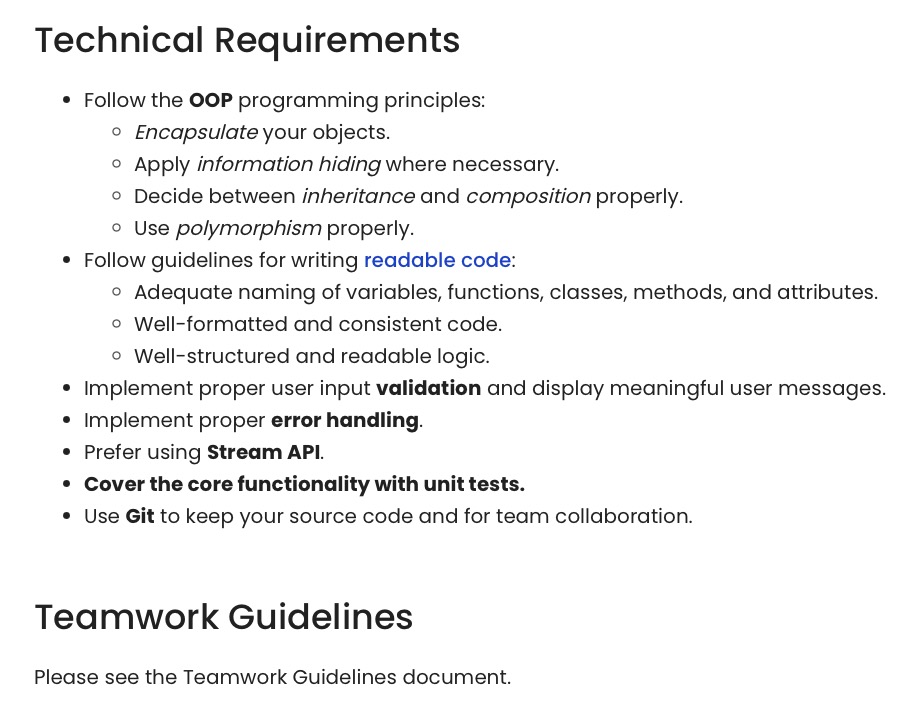 Technical Requirements
Follow the OOP programming principles:
Encapsulate your objects.
Apply information hiding where necessary.
Decide between inheritance and composition properly.
Use polymorphism properly.
Follow guidelines for writing readable code:
Adequate naming of variables, functions, classes, methods, and attributes.
Well-formatted and consistent code.
Well-structured and readable logic.
Implement proper user input validation and display meaningful user messages.
Implement proper error handling.
Prefer using Stream API.
Cover the core functionality with unit tests.
Use Git to keep your source code and for team collaboration.
Teamwork Guidelines
Please see the Teamwork Guidelines document.